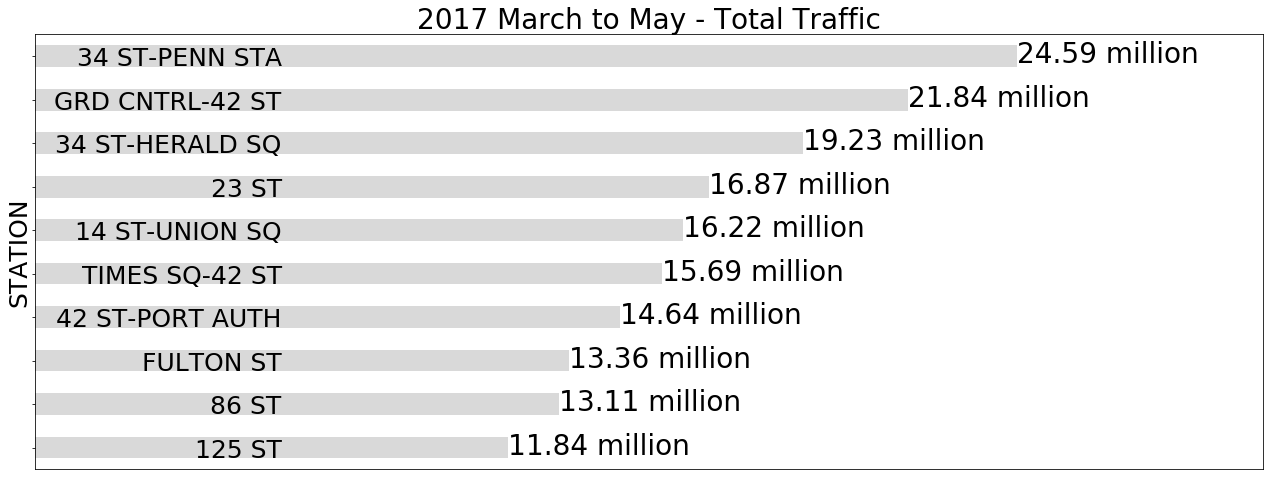 2017 March to May - Total Traffic
STATION
34 ST-PENN STA 24.59 million
GRD CNTRL-42 ST 21.84 million
34 ST-HERALD SQ 19.23 million
23 ST 16.87 million
14 ST-UNION SQ 16.22 million
TIMES SQ-42 ST 15.69 million
42 ST-PORT AUTH 14.64 million
FULTON ST 13.36 million
86 ST 13.11 million
125 ST 11.84 million